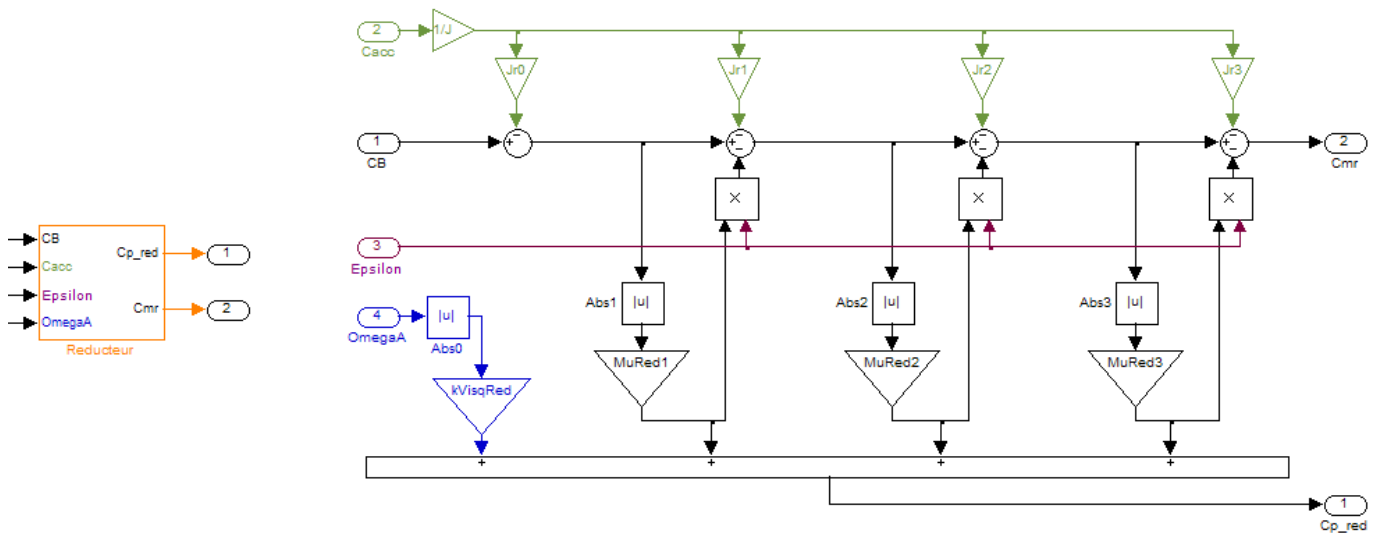 CB
Cacc
Epsilon
OmegaA
Cp_red
Cmr
1
2
Reducteur
2
Cacc
1/J
Jr0
Jr1
Jr2
Jr3
1
CB
+ −
+ − −
+ − −
+ − −
2
Cmr
×
×
×
3
Epsilon
4
OmegaA
|u|
Abs0
Abs1
|u|
Abs2
|u|
Abs3
|u|
kVisqRed
MuRed1
MuRed2
MuRed3
+ + + +
1
Cp_red